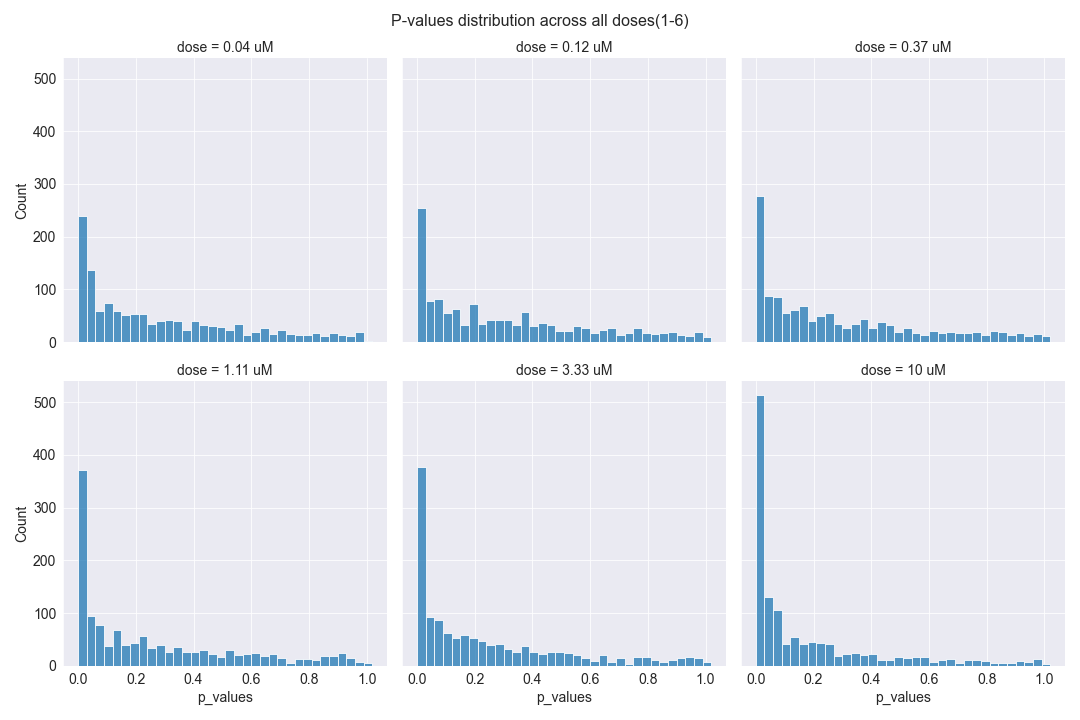 P-values distribution across all doses(1-6)
dose = 0.04 uM
dose = 0.12 uM
dose = 0.37 uM
500
400
300
200
100
0
Count
dose = 1.11 uM
dose = 3.33 uM
dose = 10 uM
500
400
300
200
100
0
Count
0.0 0.2 0.4 0.6 0.8 1.0
0.0 0.2 0.4 0.6 0.8 1.0
0.0 0.2 0.4 0.6 0.8 1.0
p_values
p_values
p_values